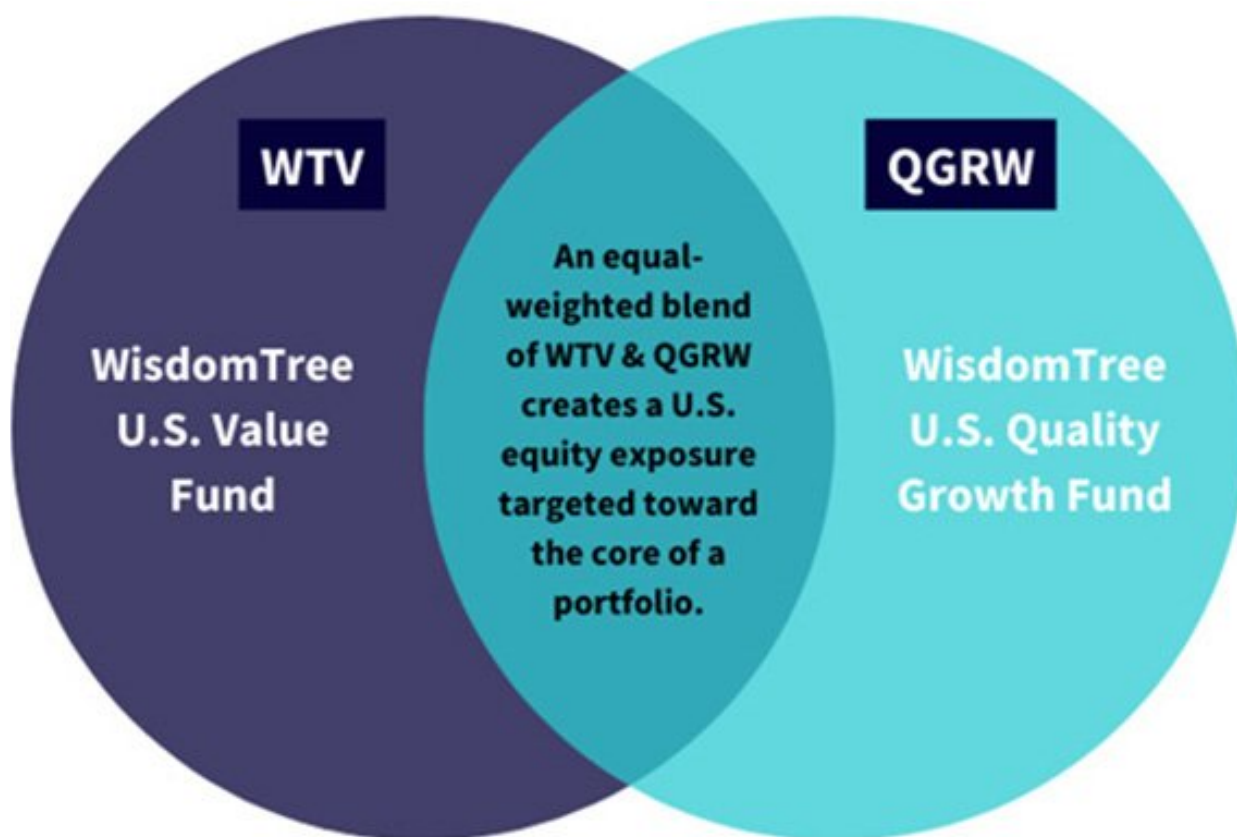 WTV
WisdomTree
U.S. Value
Fund
An equal-
weighted blend
of WTV & QGRW
creates a U.S.
equity exposure
targeted toward
the core of a
portfolio.
QGRW
WisdomTree
U.S. Quality
Growth Fund